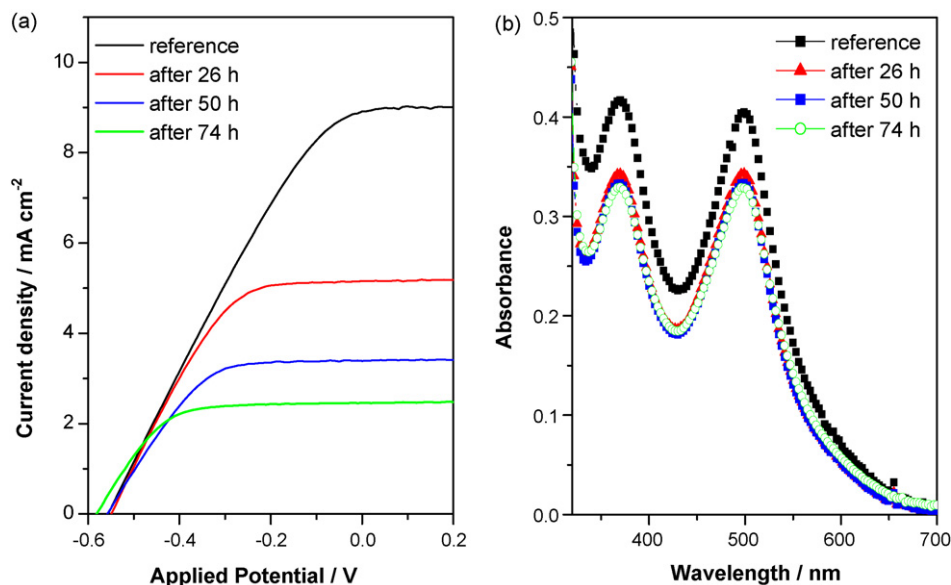 (a)
reference
after 26 h
after 50 h
after 74 h
10
8
6
4
2
0
-0.6 -0.4 -0.2 0.0 0.2
Current density / mA cm⁻²
Applied Potential / V
(b)
reference
after 26 h
after 50 h
after 74 h
0.5
0.4
0.3
0.2
0.1
0.0
400 500 600 700
Absorbance
Wavelength / nm